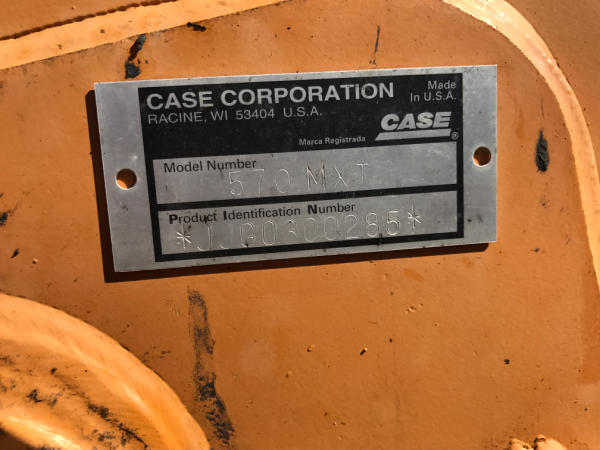 CASE CORPORATION
RACINE, WI 53404 U.S.A.
Made
In U.S.A.
Marca Registrada
CASE®
Model Number
570 MXT
Product Identification Number
*JJG0300285*